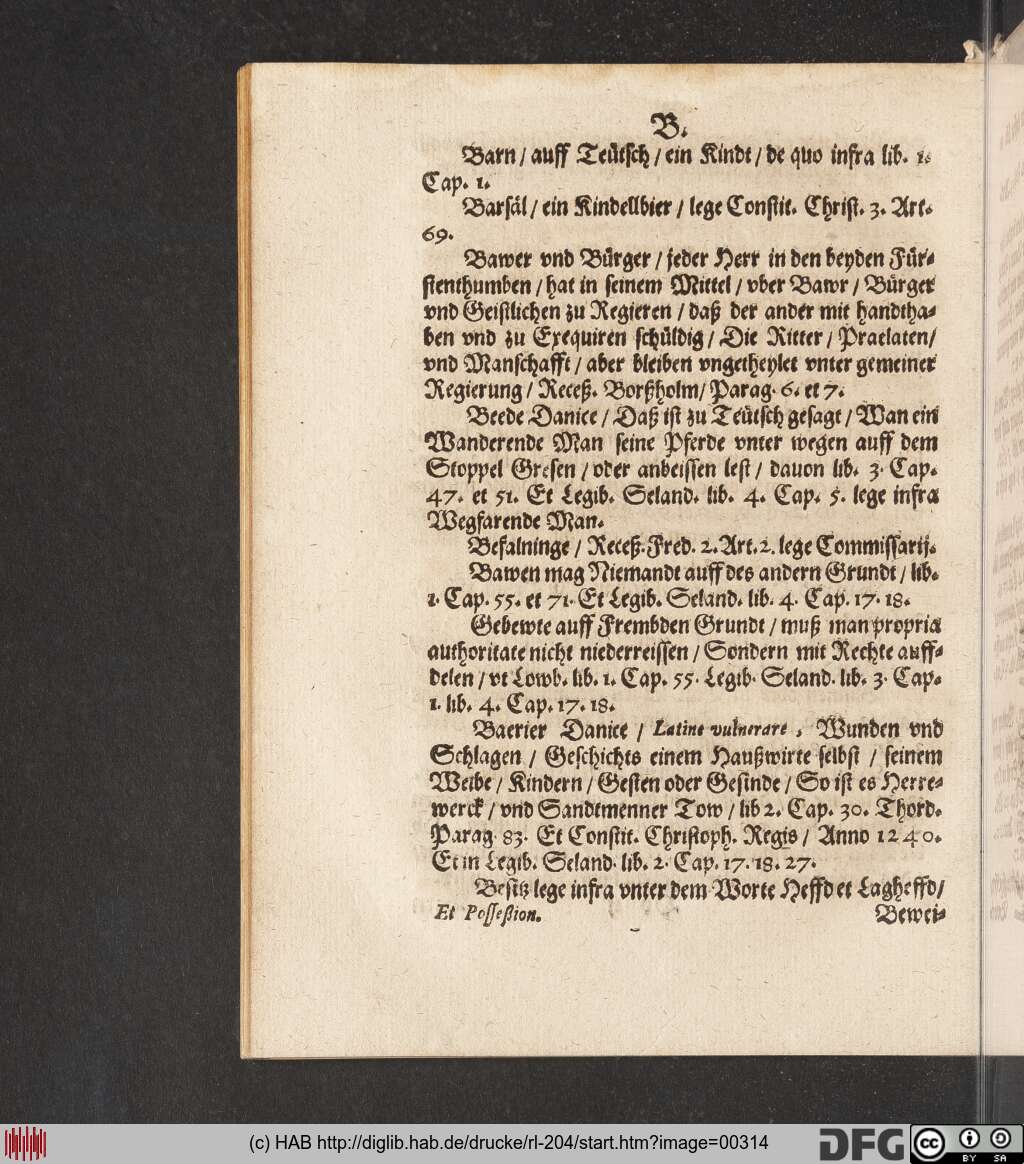 B.
Barn / auff Teütsch / ein Kindt / de quo infra lib. 1.
Cap. 1.
Barsäl / ein Kindellbier / lege Constit. Christ. 3. Art.
69.
Bawer vnd Bürger / jeder Herr in den beyden Für-
stenthumben / hat in seinem Mittel / vber Bawr / Bürger
vnd Geistlichen zu Regieren / daß der ander mit handtha-
ben vnd zu Exequiren schüldig / Die Ritter / Praelaten /
vnd Manschafft / aber bleiben vngetheylet vnter gemeiner
Regierung / Receß. Borßholm / Parag. 6. et 7.
Beede Danice / Daß ist zu Teütsch gesagt / Wan ein
Wanderende Man seine Pferde vnter wegen auff dem
Stoppel Gresen / oder anbeissen lest / dauon lib. 3. Cap.
47. et 51. Et Legib. Seland. lib. 4. Cap. 5. lege infra
Wegfarende Man.
Befalninge / Receß. Fred. 2. Art. 2. lege Commissarij.
Bawen mag Niemandt auff des andern Grundt / lib.
1. Cap. 55. et 71. Et Legib. Seland. lib. 4. Cap. 17. 18.
Gebewte auff Frembden Grundt / muß man propria
authoritate nicht niederreissen / Sondern mit Rechte auff-
delen / vt Lowb. lib. 1. Cap. 55. Legib. Seland. lib. 3. Cap.
1. lib. 4. Cap. 17. 18.
Baerier Danice / Latine vulnerare, Wunden vnd
Schlagen / Geschichts einem Haußwirte selbst / seinem
Weibe / Kindern / Gesten oder Gesinde / So ist es Herre-
werck / vnd Sandtmenner Tow / lib 2. Cap. 30. Thord.
Parag. 83. Et Constit. Christoph. Regis / Anno 1240.
Et in Legib. Seland. lib. 2. Cap. 17. 18. 27.
Besitz lege infra vnter dem Worte Heffd et Lagheffd /
Et Posseßion.
Bewei-
(c) HAB http://diglib.hab.de/drucke/rl-204/start.htm?image=00314
DFG
cc BY SA